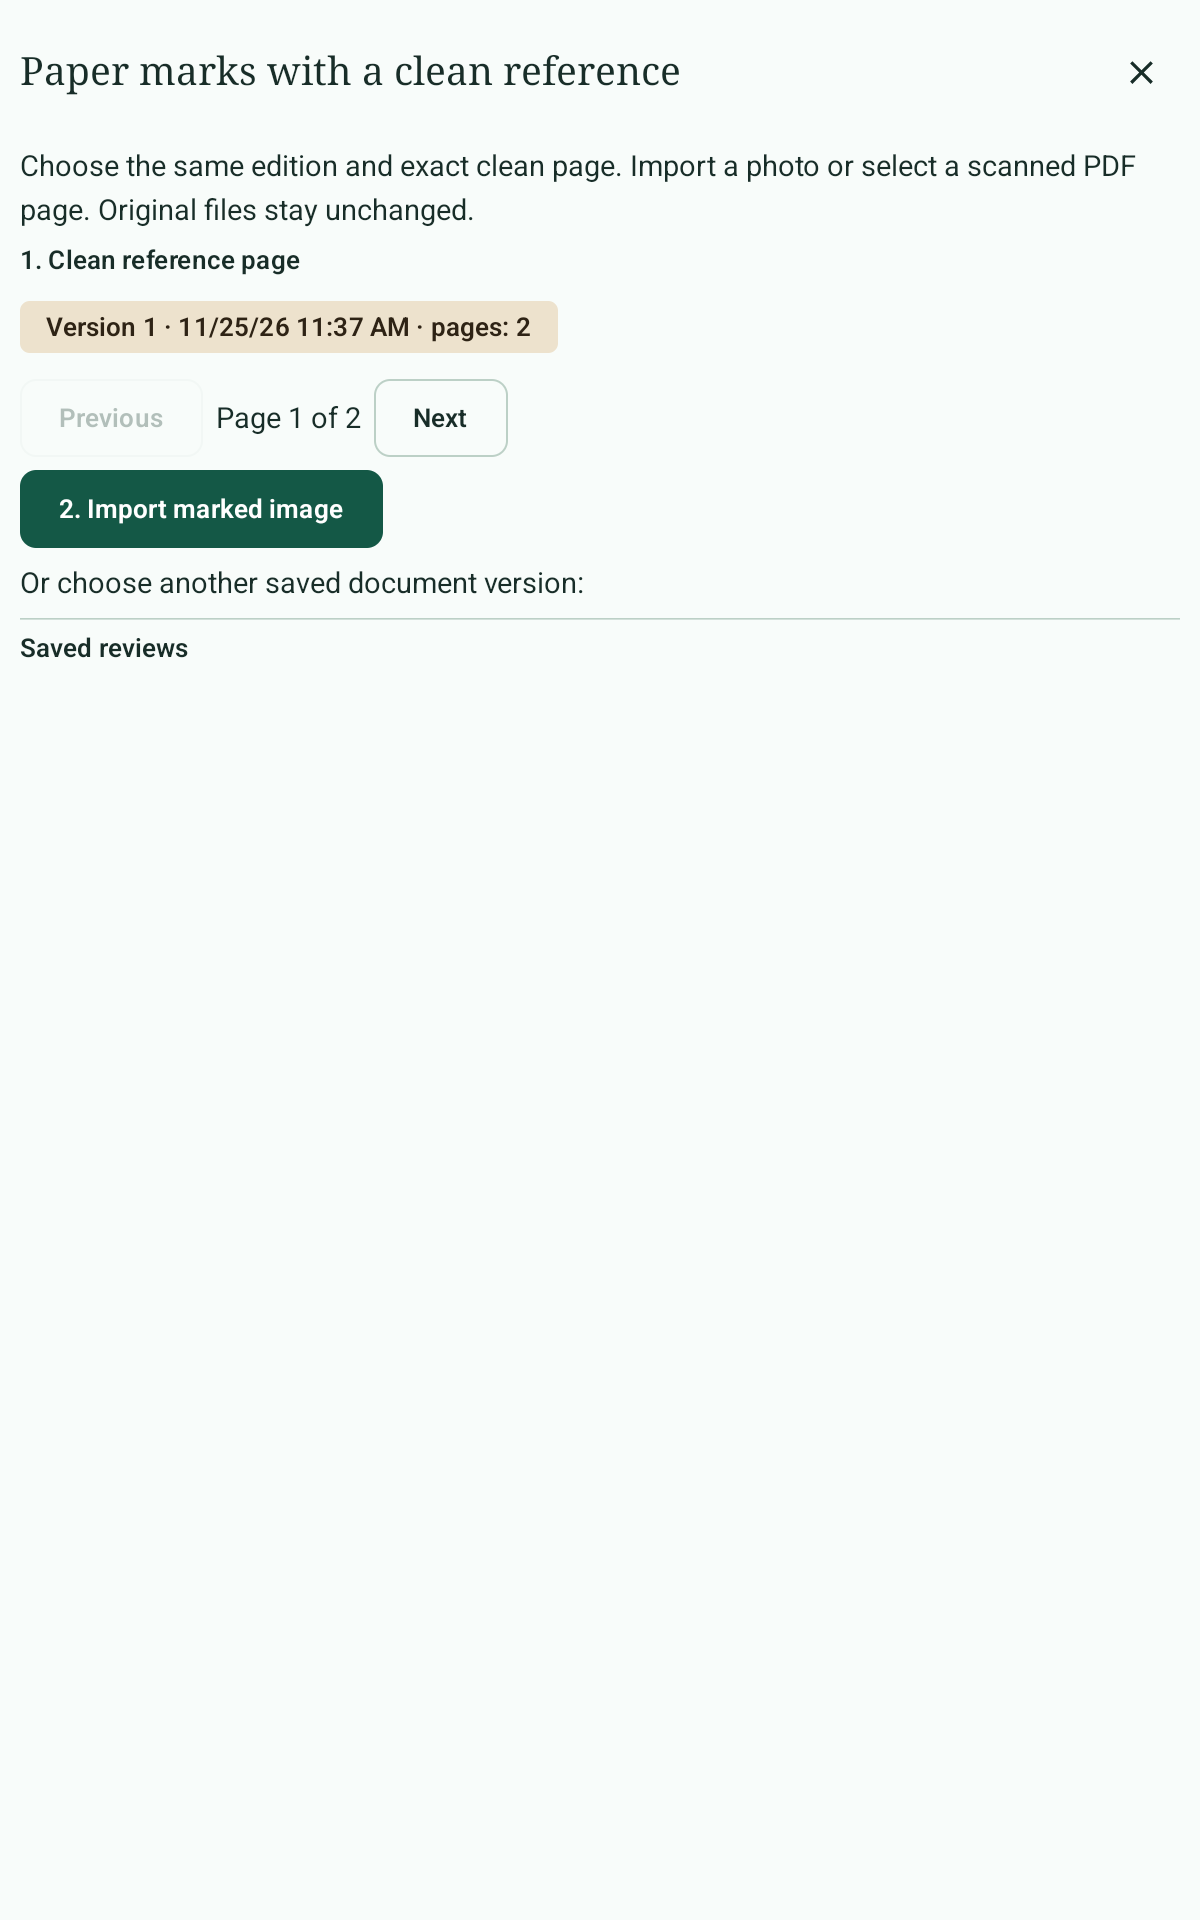 Paper marks with a clean reference
Choose the same edition and exact clean page. Import a photo or select a scanned PDF
page. Original files stay unchanged.
1. Clean reference page
Version 1 · 11/25/26 11:37 AM · pages: 2
Previous Page 1 of 2 Next
2. Import marked image
Or choose another saved document version:
Saved reviews